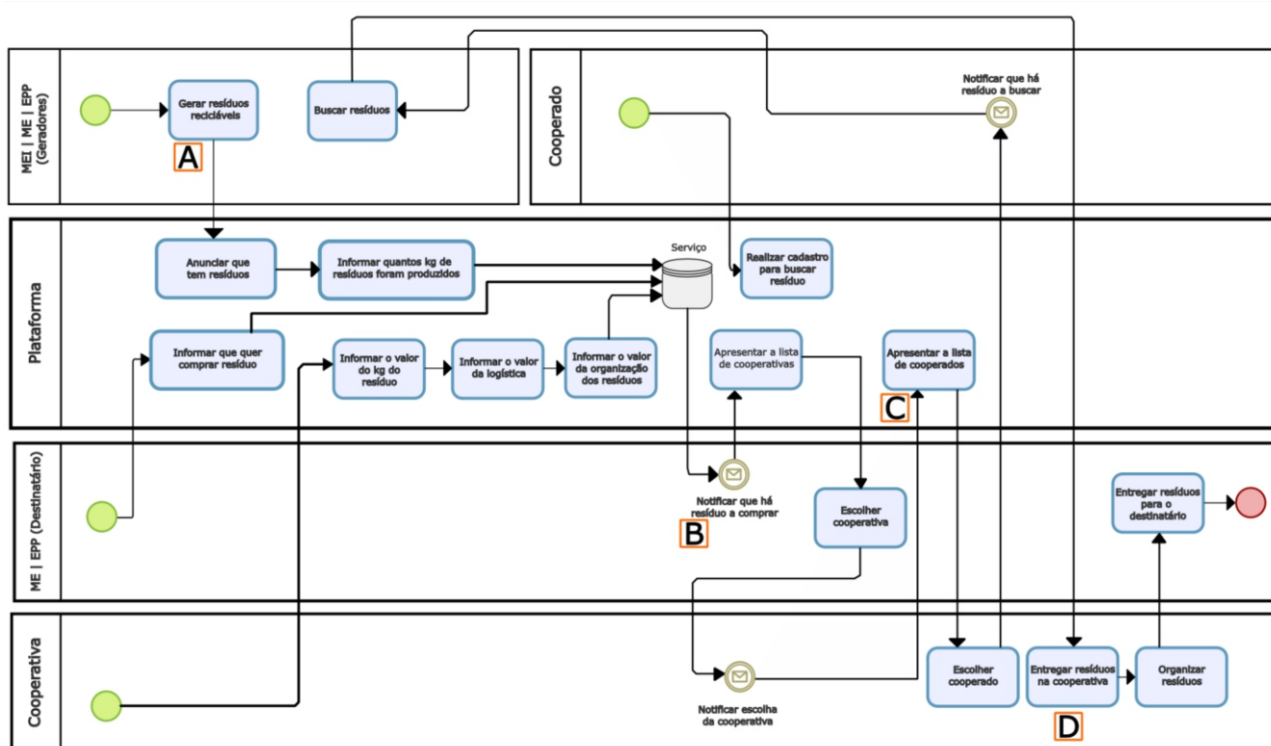 MEI | ME | EPP
(Geradores)
Gerar resíduos
recicláveis
A
Buscar resíduos
Cooperado
Notificar que há
resíduo a buscar
Plataforma
Anunciar que
tem resíduos
Informar quantos kg de
resíduos foram produzidos
Serviço
Realizar cadastro
para buscar
resíduo
Informar que quer
comprar resíduo
Informar o valor
do kg do
resíduo
Informar o valor
da logística
Informar o valor
da organização
dos resíduos
Apresentar a lista
de cooperativas
Apresentar a lista
de cooperados
C
ME | EPP (Destinatário)
Notificar que há
resíduo a comprar
B
Escolher
cooperativa
Entregar resíduos
para o
destinatário
Cooperativa
Notificar escolha
da cooperativa
Escolher
cooperado
Entregar resíduos
na cooperativa
D
Organizar
resíduos